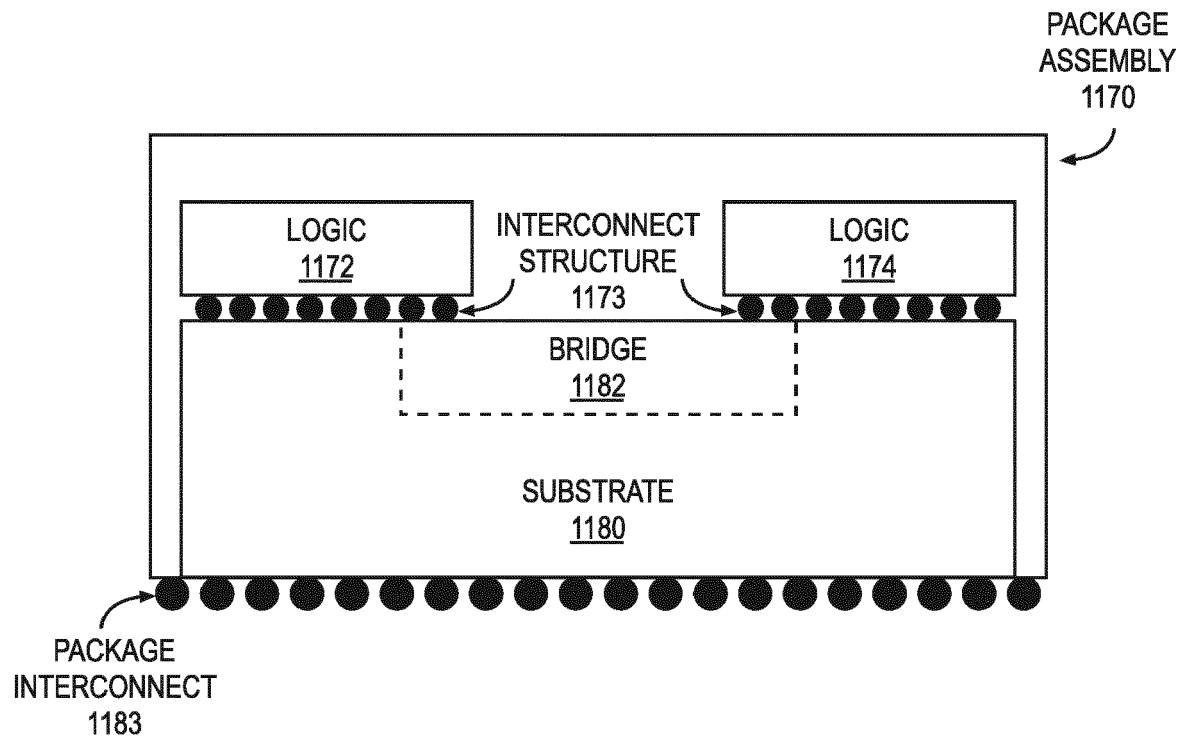 PACKAGE
ASSEMBLY
1170
LOGIC
1172
INTERCONNECT
STRUCTURE
1173
LOGIC
1174
BRIDGE
1182
SUBSTRATE
1180
PACKAGE
INTERCONNECT
1183